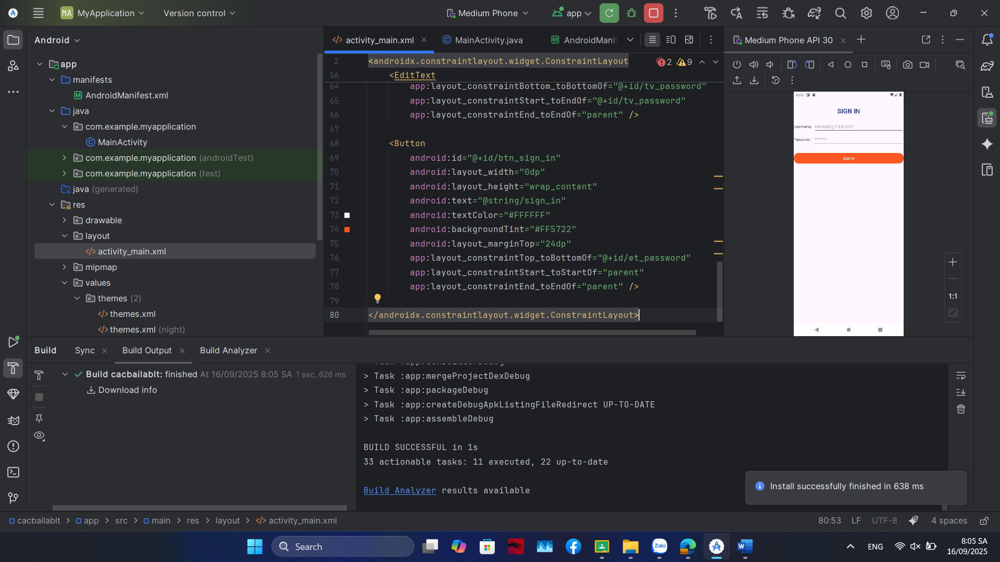 MA MyApplication Version control Medium Phone app
Android
activity_main.xml MainActivity.java AndroidMani
Medium Phone API 30
app
manifests
AndroidManifest.xml
java
com.example.myapplication
MainActivity
com.example.myapplication (androidTest)
com.example.myapplication (test)
java (generated)
res
drawable
layout
activity_main.xml
mipmap
values
themes (2)
themes.xml
themes.xml (night)
2 <androidx.constraintlayout.widget.ConstraintLayout
2 9
56 <EditText
64 app:layout_constraintBottom_toBottomOf="@+id/tv_password"
65 app:layout_constraintStart_toEndOf="@+id/tv_password"
66 app:layout_constraintEnd_toEndOf="parent" />
67
68 <Button
69 android:id="@+id/btn_sign_in"
70 android:layout_width="0dp"
71 android:layout_height="wrap_content"
72 android:text="@string/sign_in"
73 android:textColor="#FFFFFF"
74 android:backgroundTint="#FF5722"
75 android:layout_marginTop="24dp"
76 app:layout_constraintTop_toBottomOf="@+id/et_password"
77 app:layout_constraintStart_toStartOf="parent"
78 app:layout_constraintEnd_toEndOf="parent" />
79
80 </androidx.constraintlayout.widget.ConstraintLayout>
8:05
SIGN IN
Username: name@gmail.com
Password: ******
Sign in
1:1
Build Sync Build Output Build Analyzer
Build cacbailablt: finished At 16/09/2025 8:05 SA 1 sec, 626 ms
Download info
> Task :app:mergeProjectDexDebug
> Task :app:packageDebug
> Task :app:createDebugApkListingFileRedirect UP-TO-DATE
> Task :app:assembleDebug
BUILD SUCCESSFUL in 1s
33 actionable tasks: 11 executed, 22 up-to-date
Build Analyzer results available
Install successfully finished in 638 ms
cacbailablt > app > src > main > res > layout > activity_main.xml
80:53 LF UTF-8 4 spaces
Search
Zalo
ENG
8:05 SA
16/09/2025